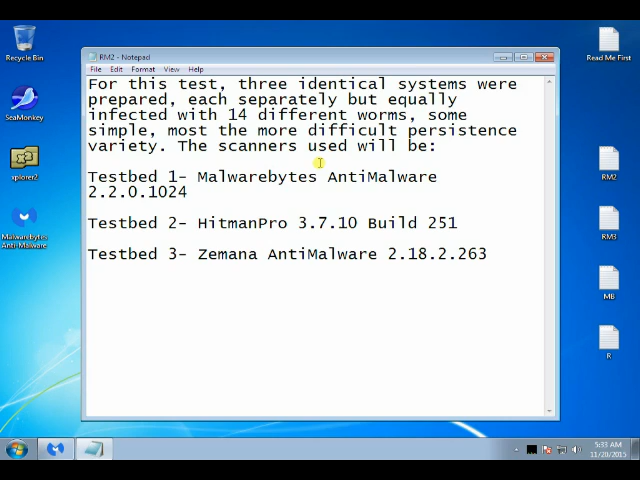 Recycle Bin
SeaMonkey
xplorer2
Malwarebytes
Anti-Malware
RM2 - Notepad
File Edit Format View Help
For this test, three identical systems were
prepared, each separately but equally
infected with 14 different worms, some
simple, most the more difficult persistence
variety. The scanners used will be:
Testbed 1- Malwarebytes AntiMalware
2.2.0.1024
Testbed 2- HitmanPro 3.7.10 Build 251
Testbed 3- Zemana AntiMalware 2.18.2.263
Read Me First
RM2
RM3
MB
R
5:33 AM
11/20/2015